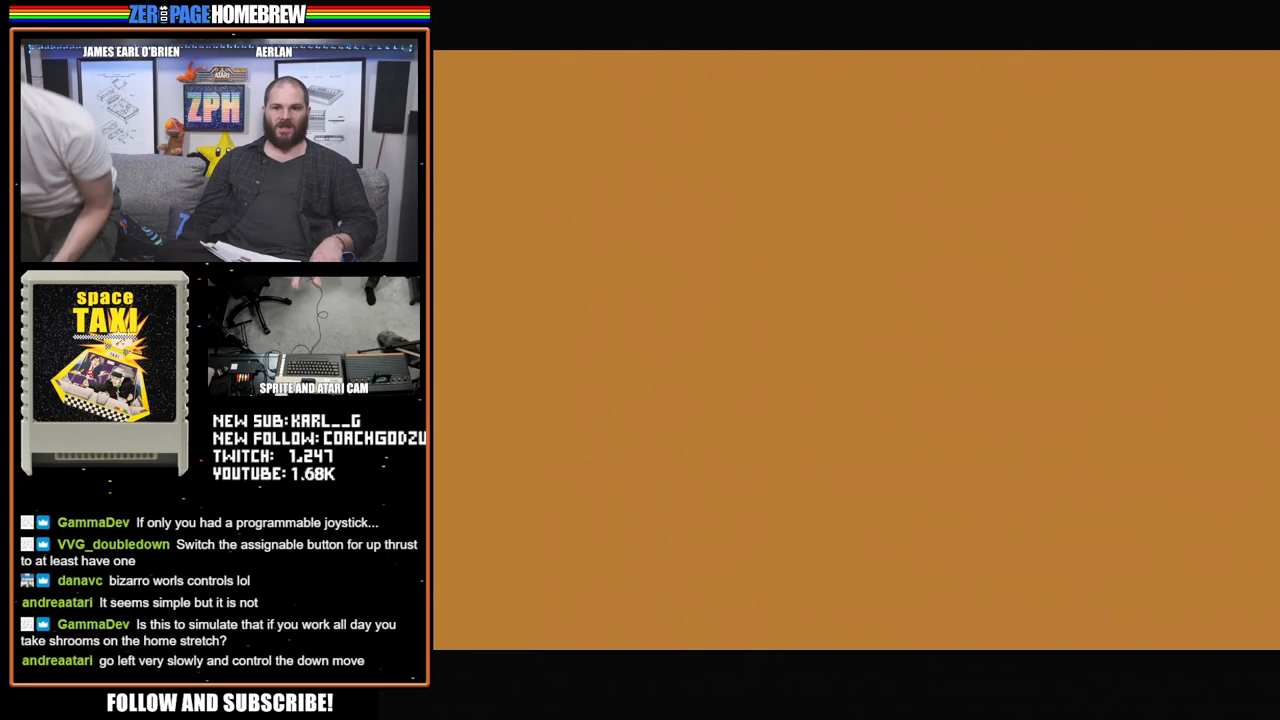 ZERO PAGE HOMEBREW
JAMES EARL O'BRIEN
AERLAN
ATARI
ZPH
space
TAXI
TAXI
SPRITE AND ATARI CAM
NEW SUB: KARL__G
NEW FOLLOW: COACHGODZU
TWITCH: 1,247
YOUTUBE: 1.68K
GammaDev If only you had a programmable joystick...
VVG_doubledown Switch the assignable button for up thrust
to at least have one
danavc bizarro worls controls lol
andreaatari It seems simple but it is not
GammaDev Is this to simulate that if you work all day you
take shrooms on the home stretch?
andreaatari go left very slowly and control the down move
FOLLOW AND SUBSCRIBE!